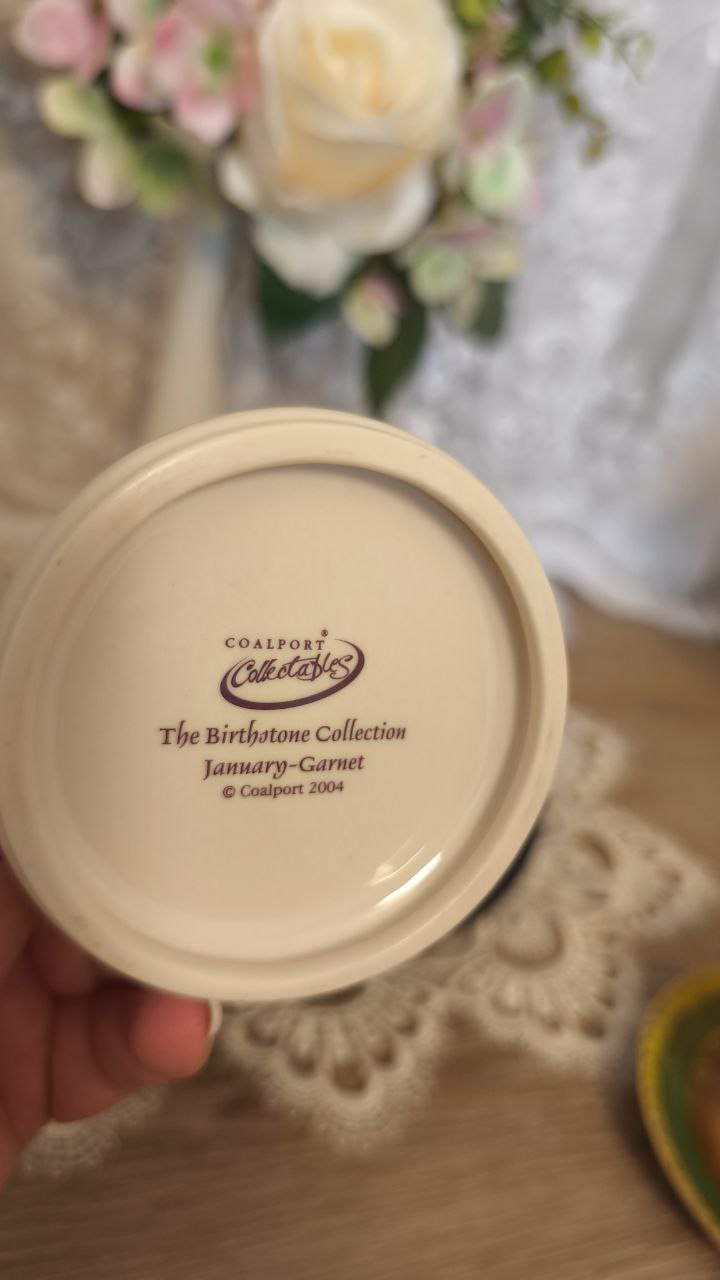 COALPORT®
Collectables
The Birthstone Collection
January-Garnet
© Coalport 2004